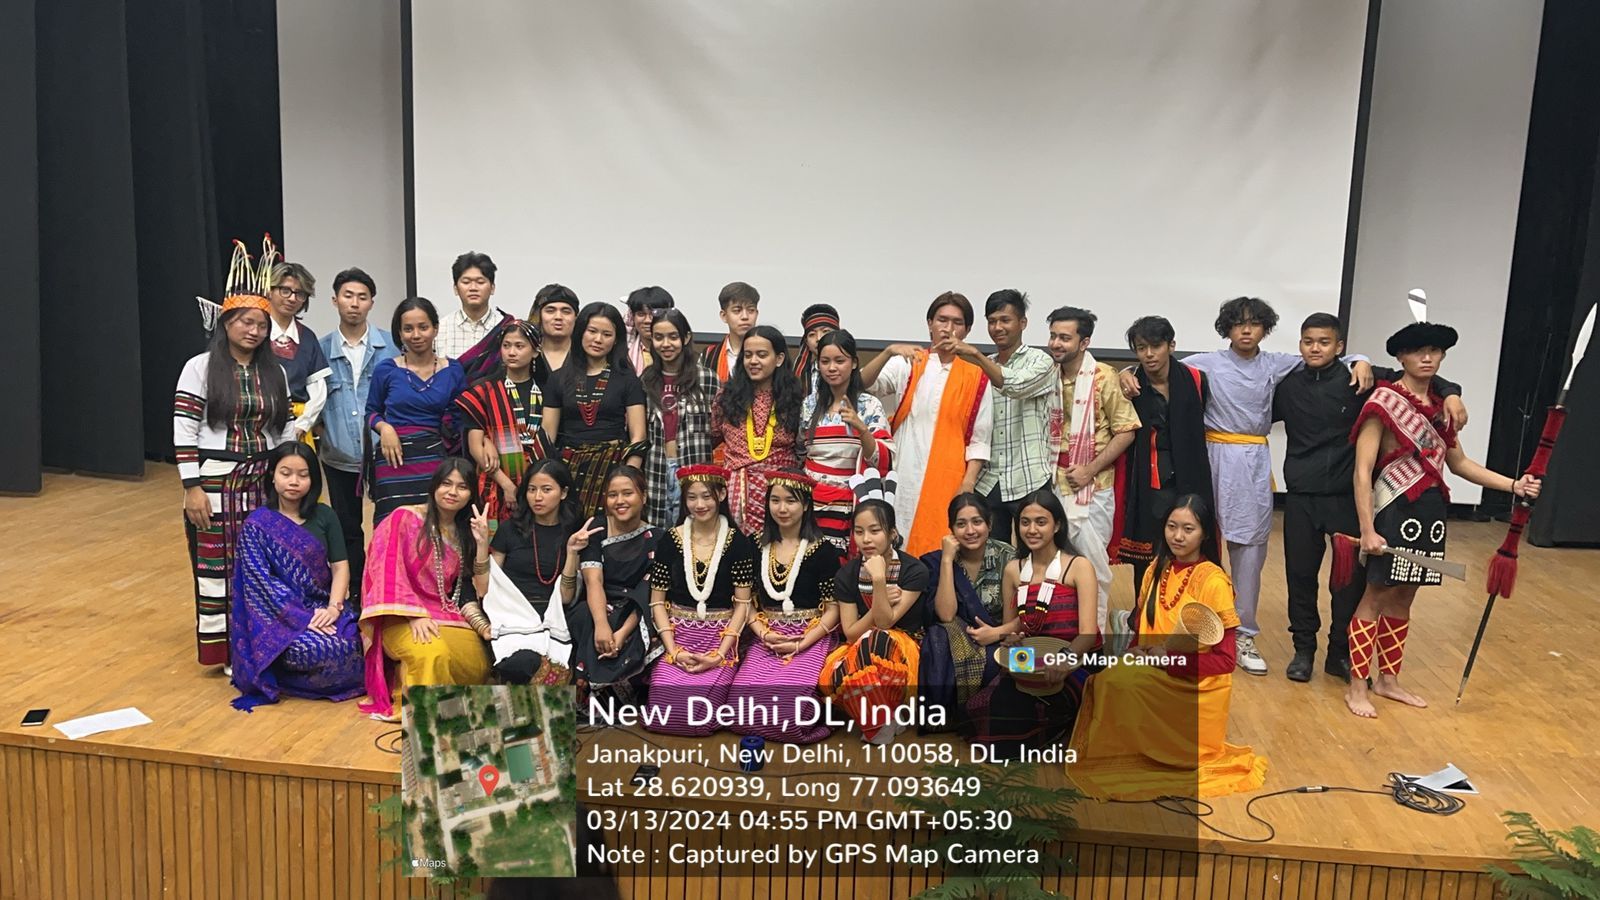 GPS Map Camera
New Delhi,DL,India
Janakpuri, New Delhi, 110058, DL, India
Lat 28.620939, Long 77.093649
03/13/2024 04:55 PM GMT+05:30
Note : Captured by GPS Map Camera
Maps